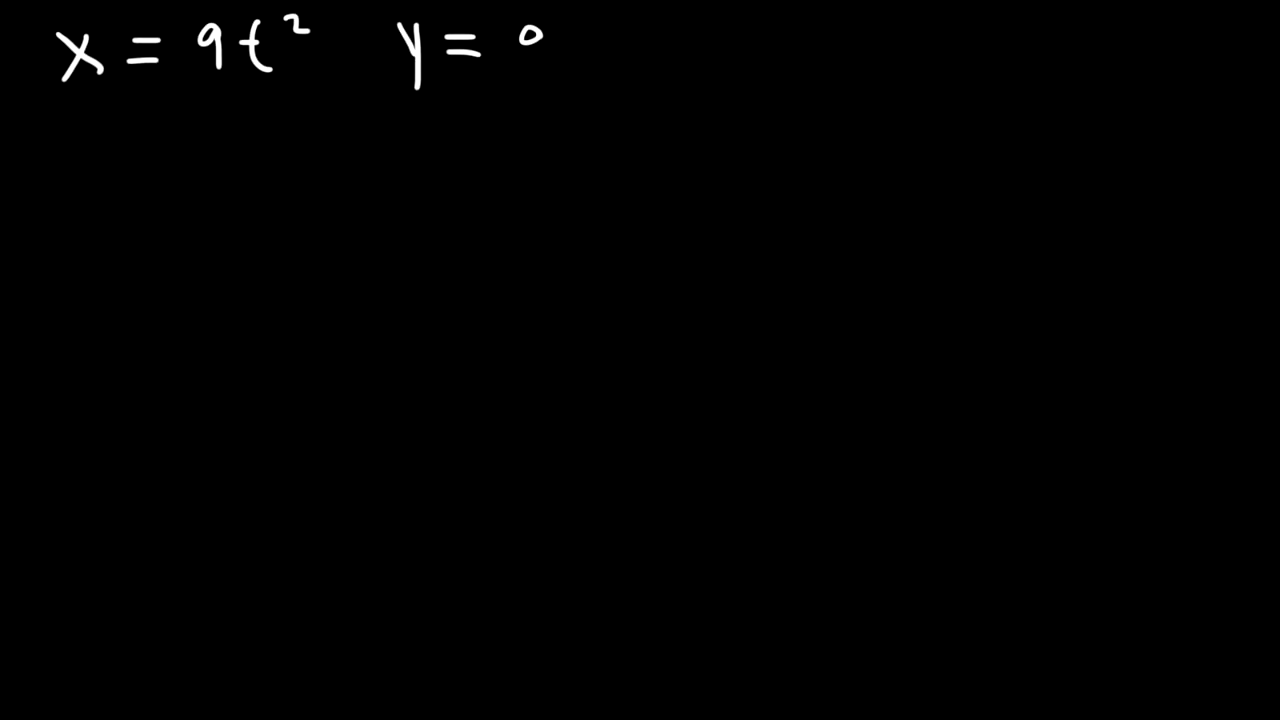 x = 9t² y = 0